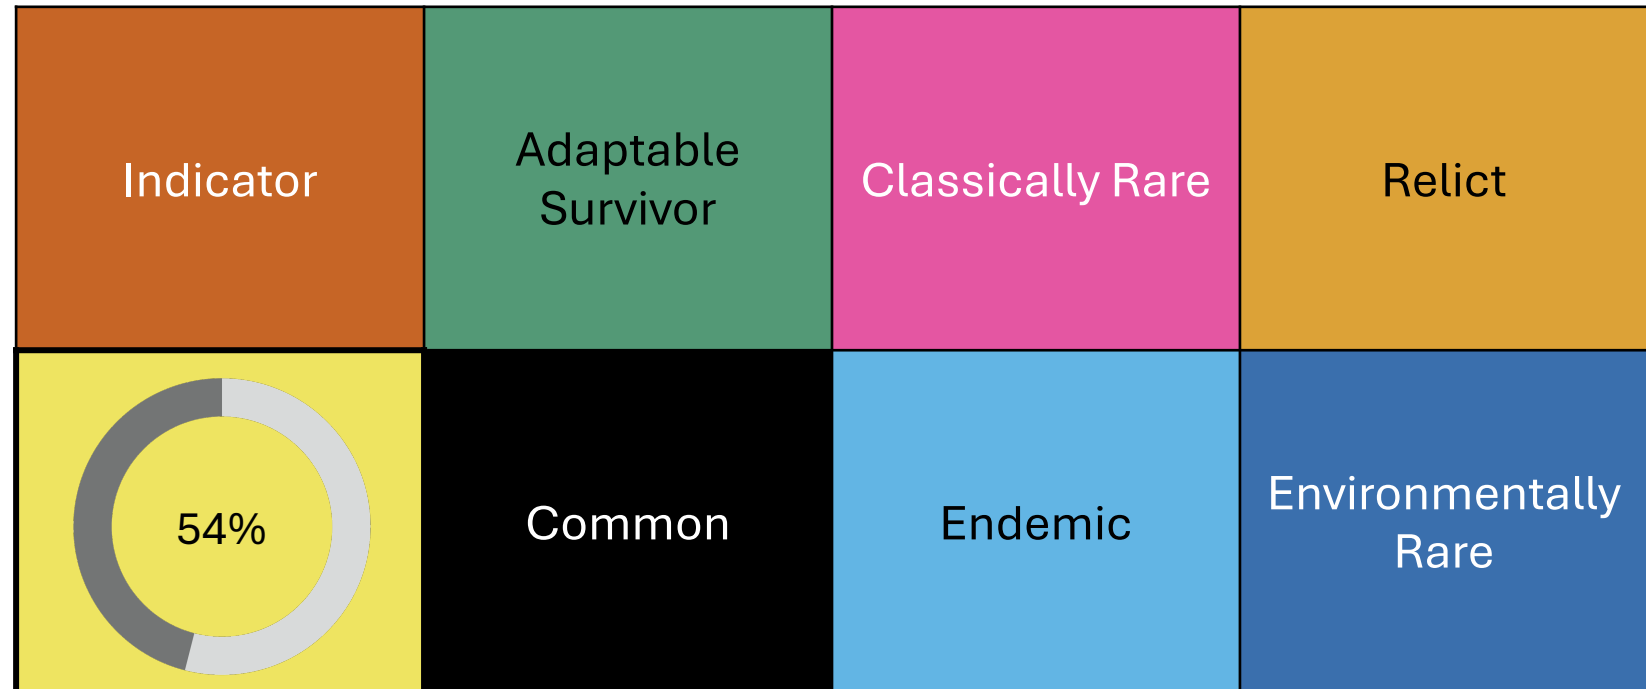 Indicator
Adaptable
Survivor
Classically Rare
Relict
54%
Common
Endemic
Environmentally
Rare